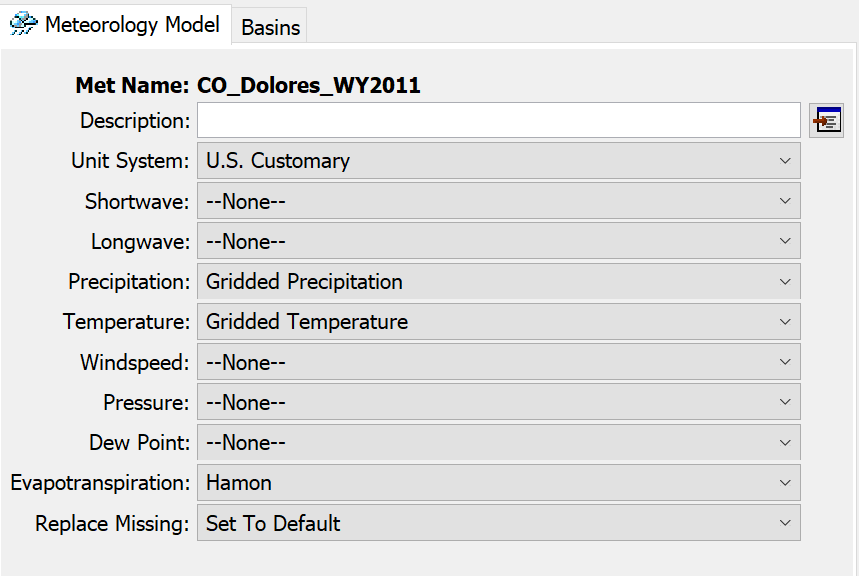 Meteorology Model Basins
Met Name: CO_Dolores_WY2011
Description:
Unit System: U.S. Customary
Shortwave: --None--
Longwave: --None--
Precipitation: Gridded Precipitation
Temperature: Gridded Temperature
Windspeed: --None--
Pressure: --None--
Dew Point: --None--
Evapotranspiration: Hamon
Replace Missing: Set To Default